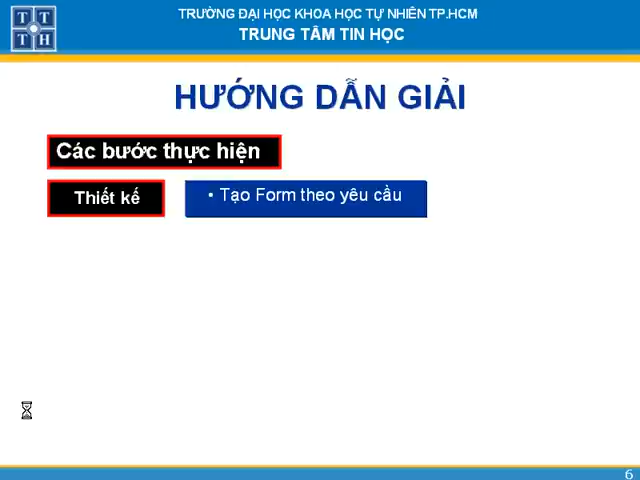 T T
T H
TRƯỜNG ĐẠI HỌC KHOA HỌC TỰ NHIÊN TP.HCM
TRUNG TÂM TIN HỌC
HƯỚNG DẪN GIẢI
Các bước thực hiện
Thiết kế
• Tạo Form theo yêu cầu
6